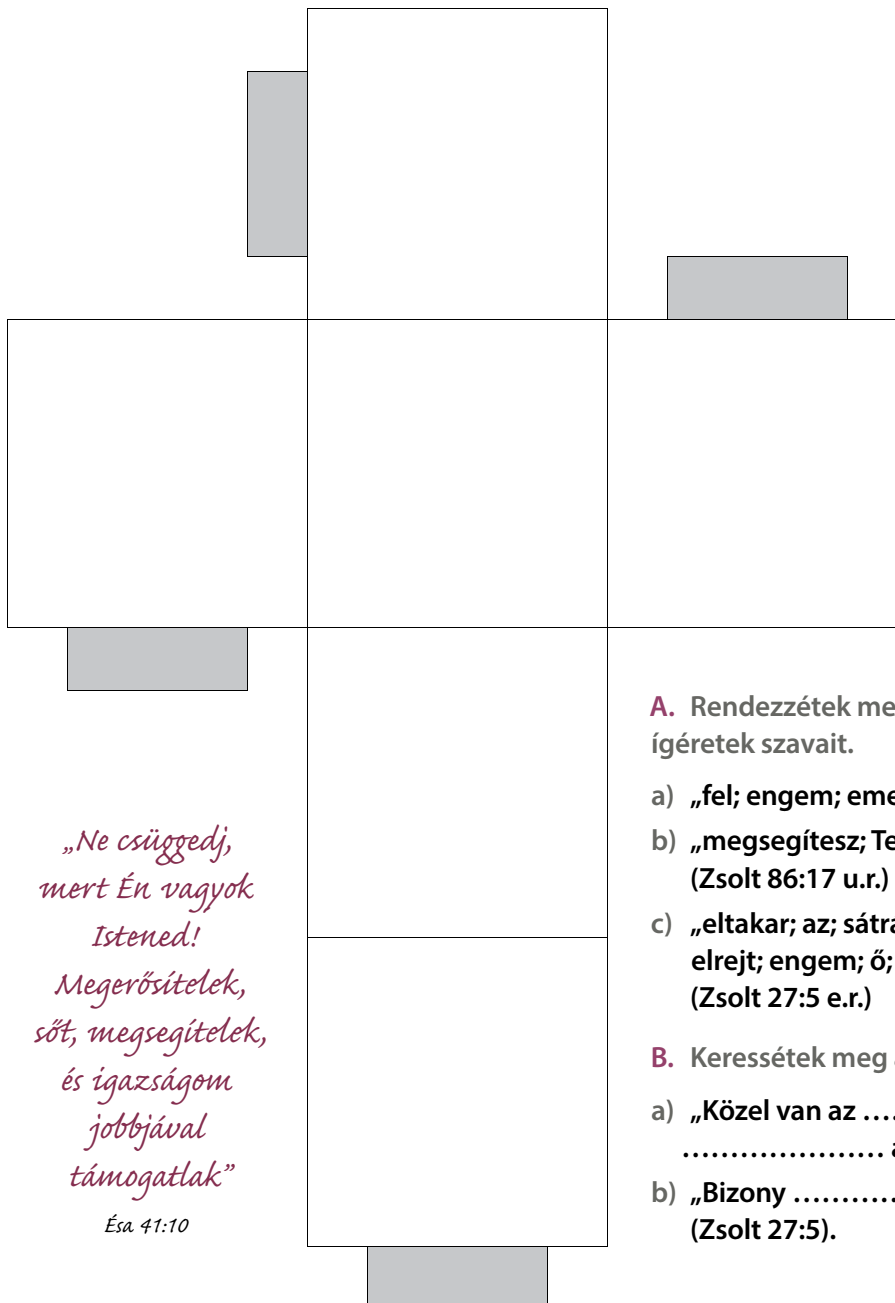 „Ne csüggedj,
mert Én vagyok
Istened!
Megerősítelek,
sőt, megsegítelek,
és igazságom
jobbjával
támogatlak”
Ésa 41:10
A. Rendezzétek me
ígéretek szavait.
a) „fel; engem; eme
b) „megsegítesz; Te
(Zsolt 86:17 u.r.)
c) „eltakar; az; sátra
elrejt; engem; ő;
(Zsolt 27:5 e.r.)
B. Keressétek meg
a) „Közel van az ....
..................... a
b) „Bizony ............
(Zsolt 27:5).